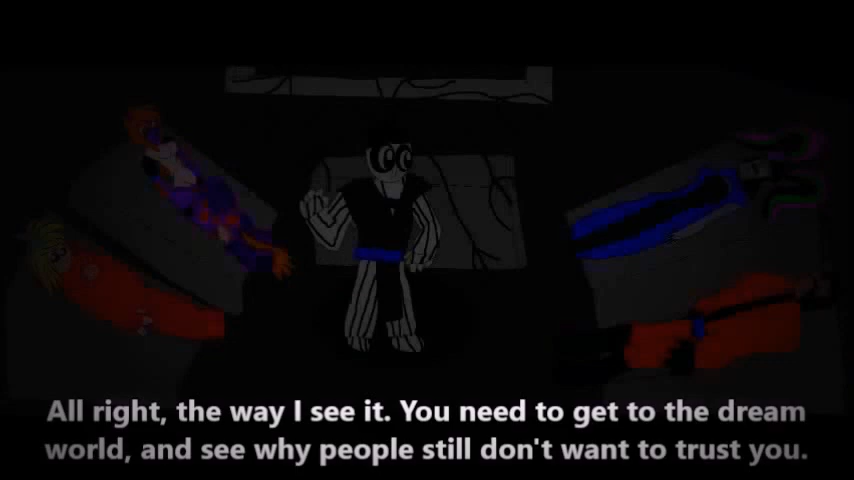 All right, the way I see it. You need to get to the dream
world, and see why people still don't want to trust you.